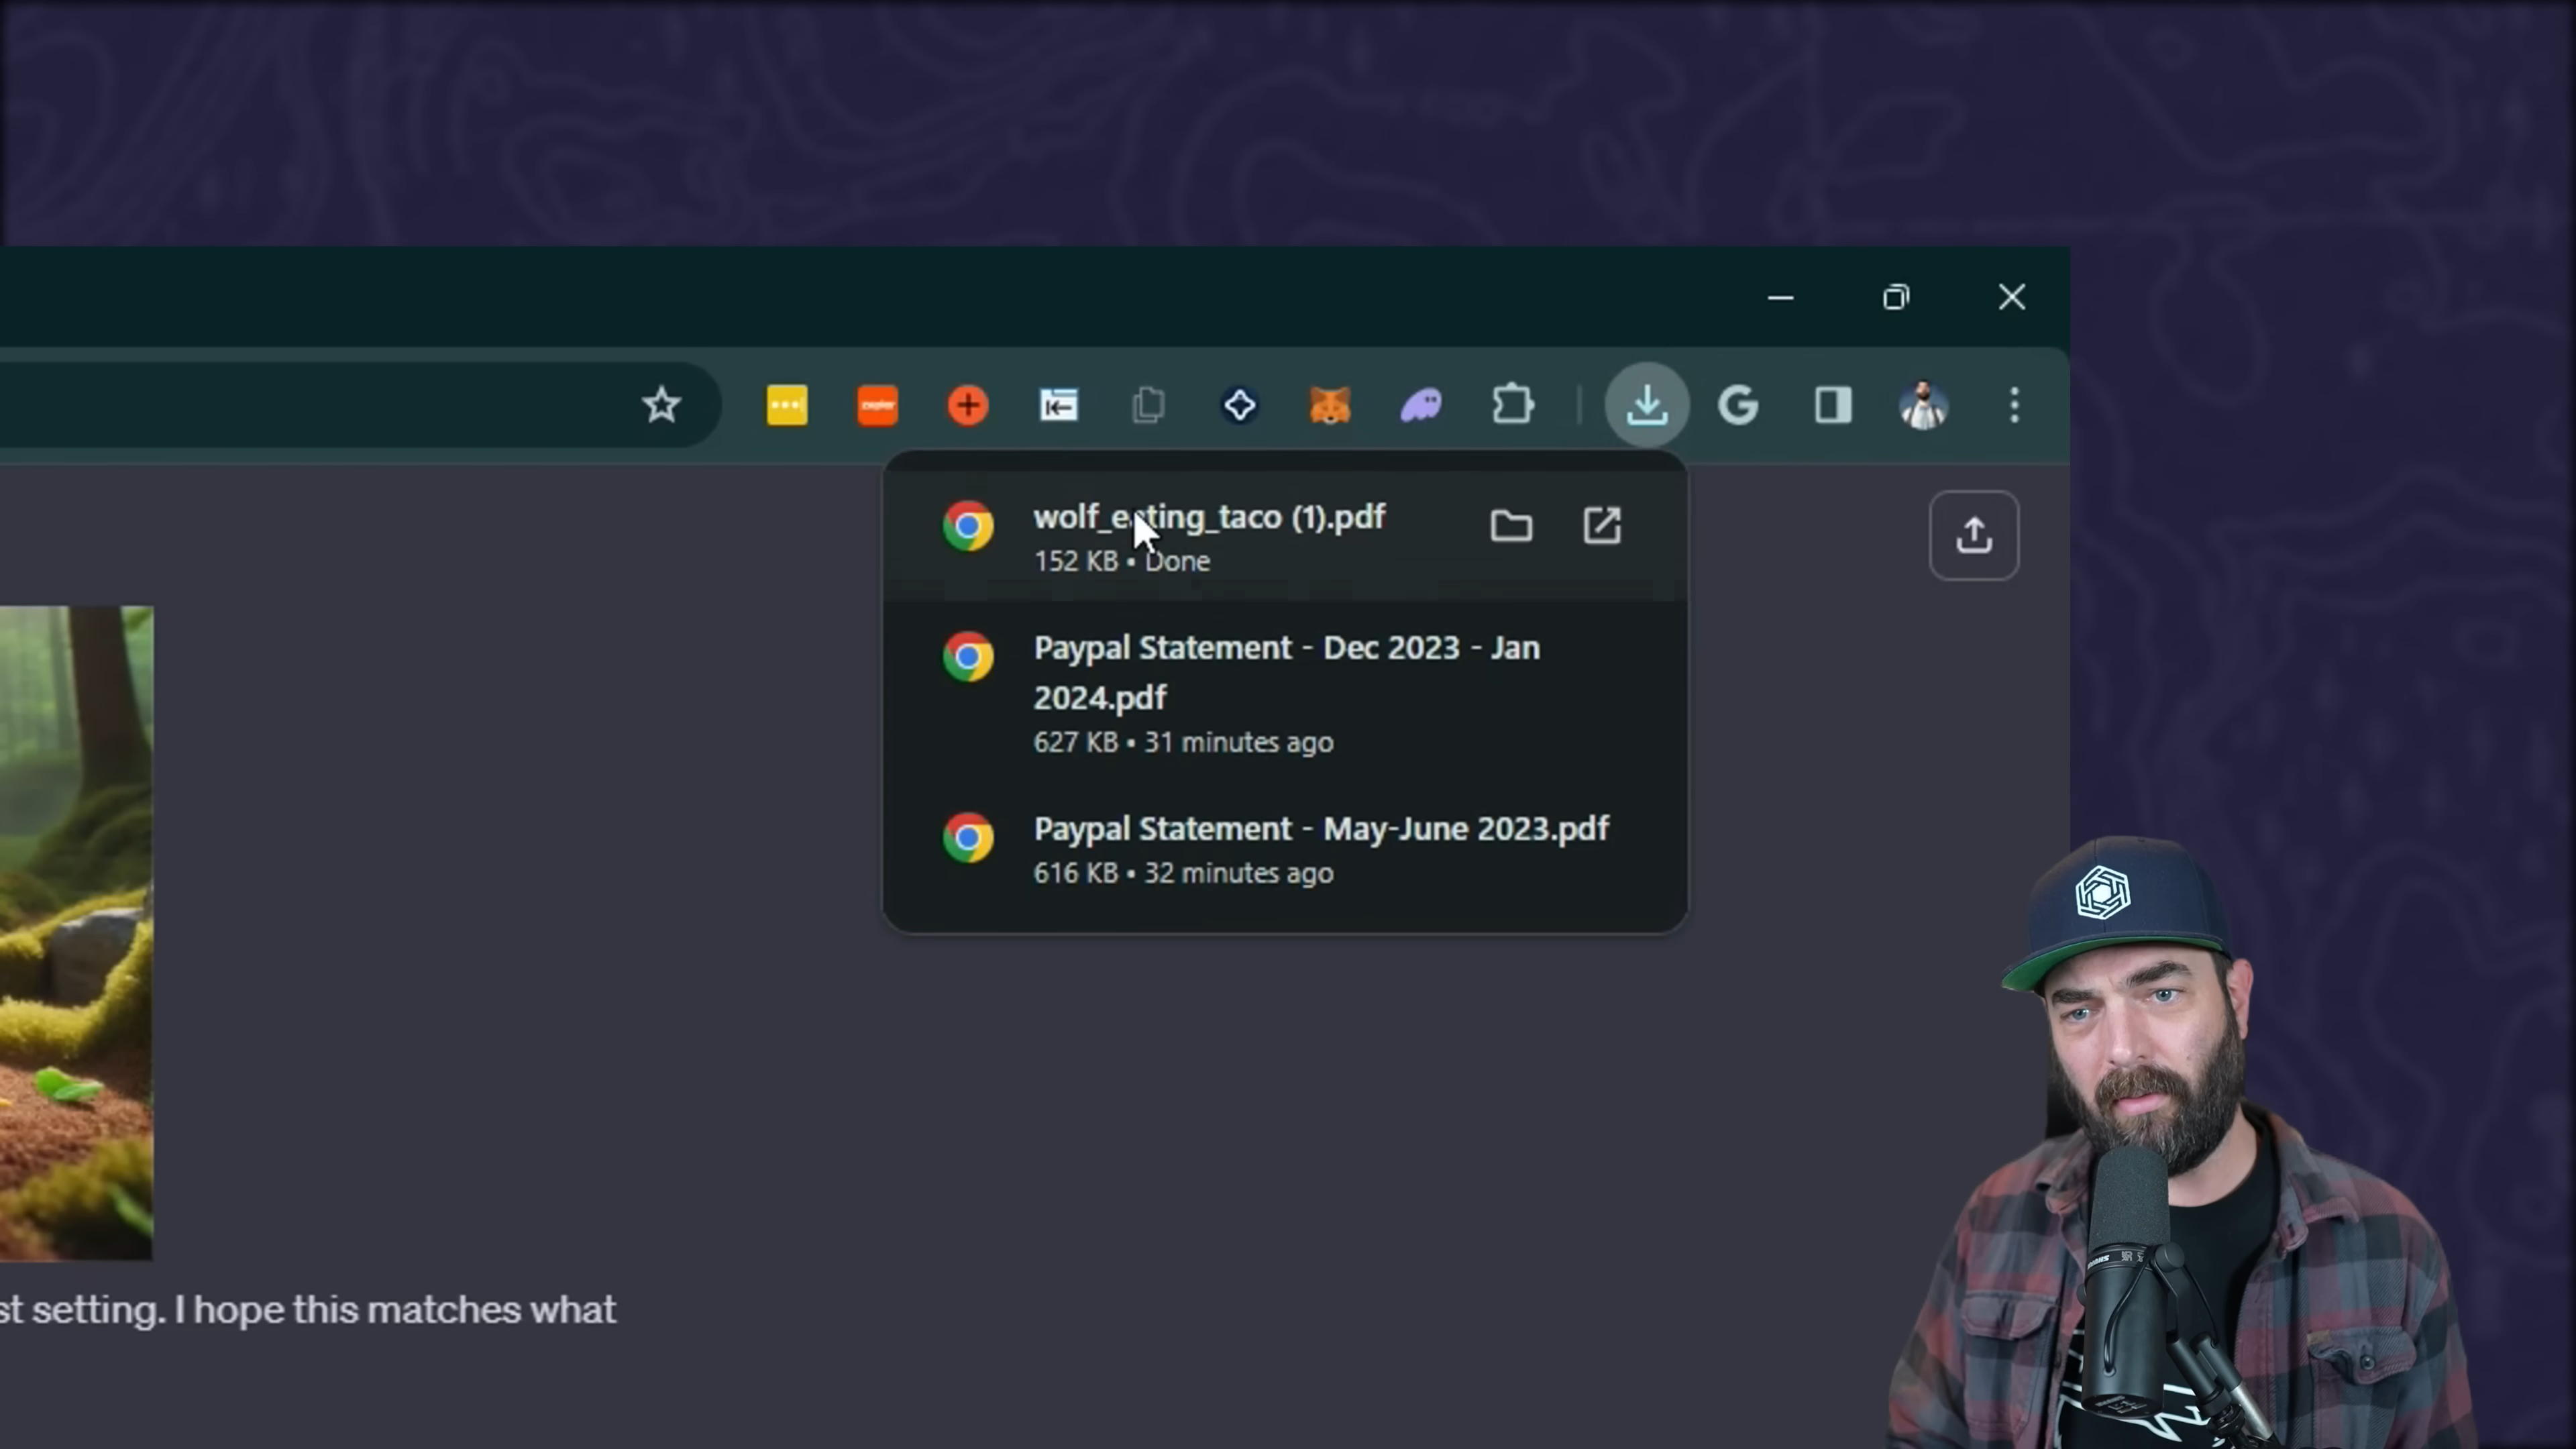 wolf_eating_taco (1).pdf
152 KB • Done
Paypal Statement - Dec 2023 - Jan
2024.pdf
627 KB • 31 minutes ago
Paypal Statement - May-June 2023.pdf
616 KB • 32 minutes ago
st setting. I hope this matches what